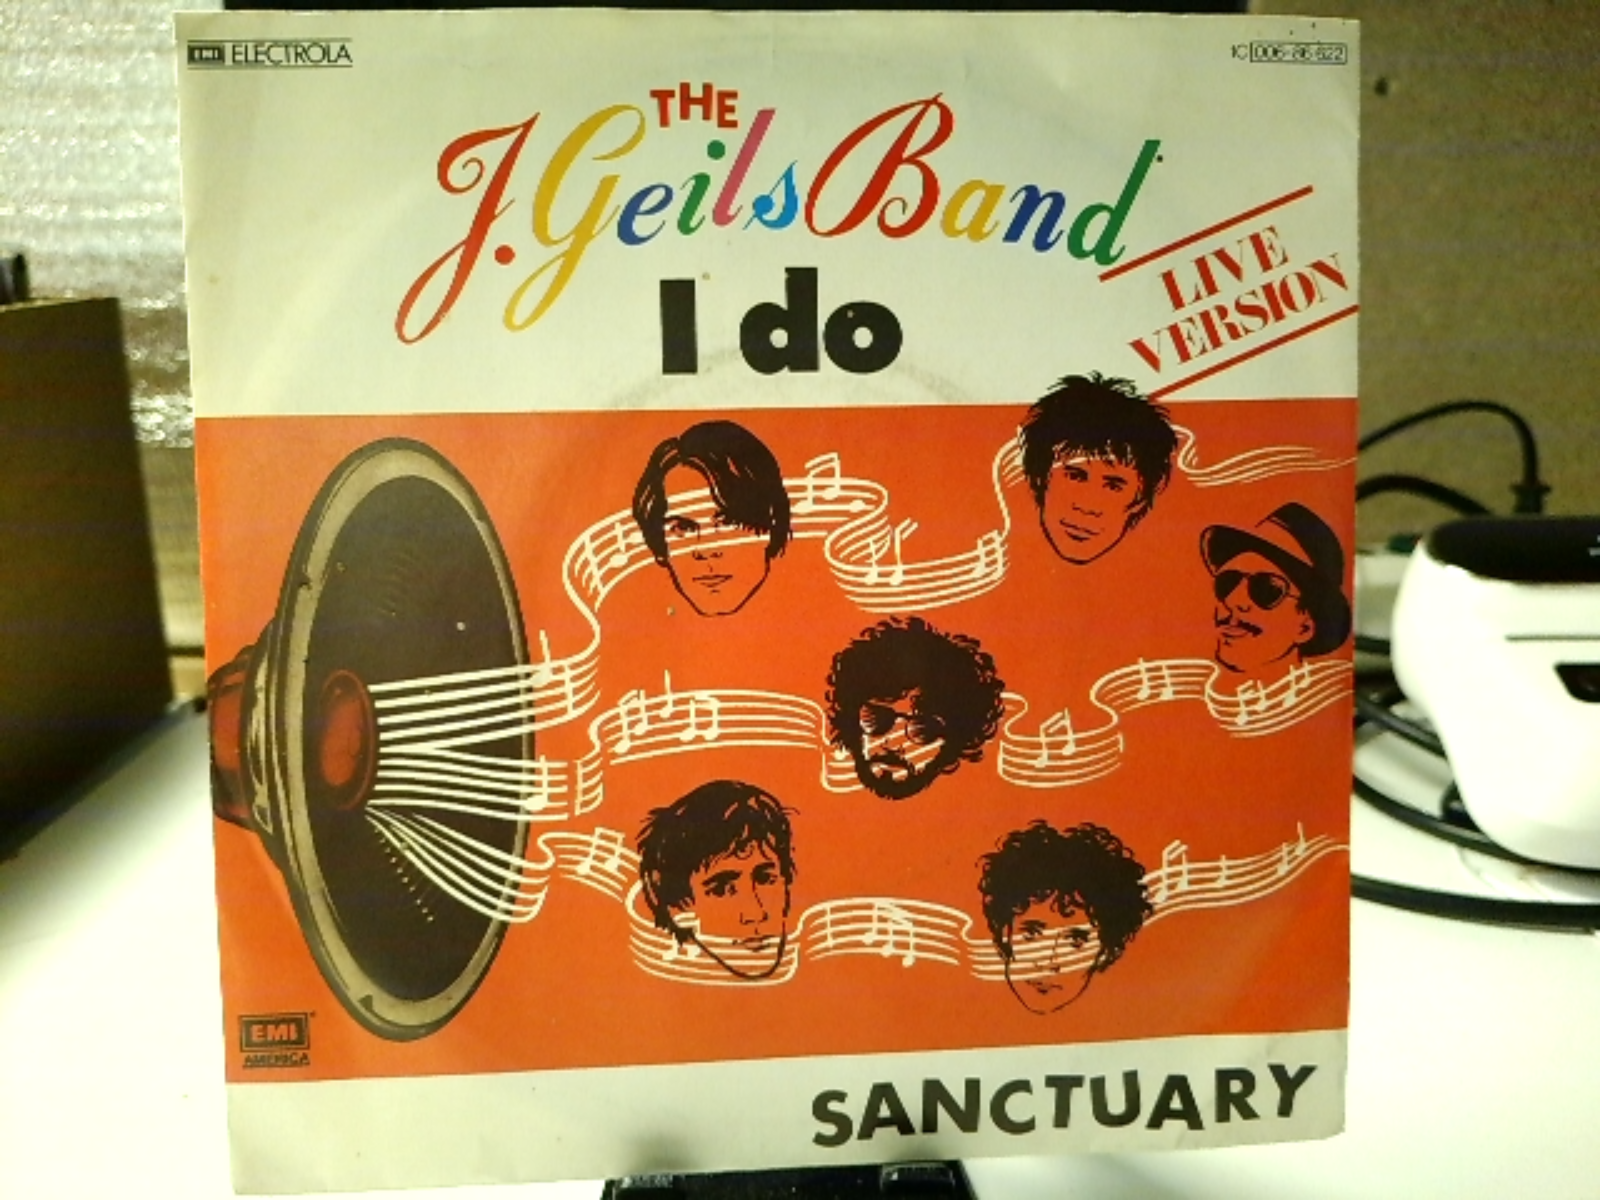 EMI ELECTROLA
1C 006-86 622
THE
J. Geils Band
I do
LIVE
VERSION
EMI
AMERICA
SANCTUARY